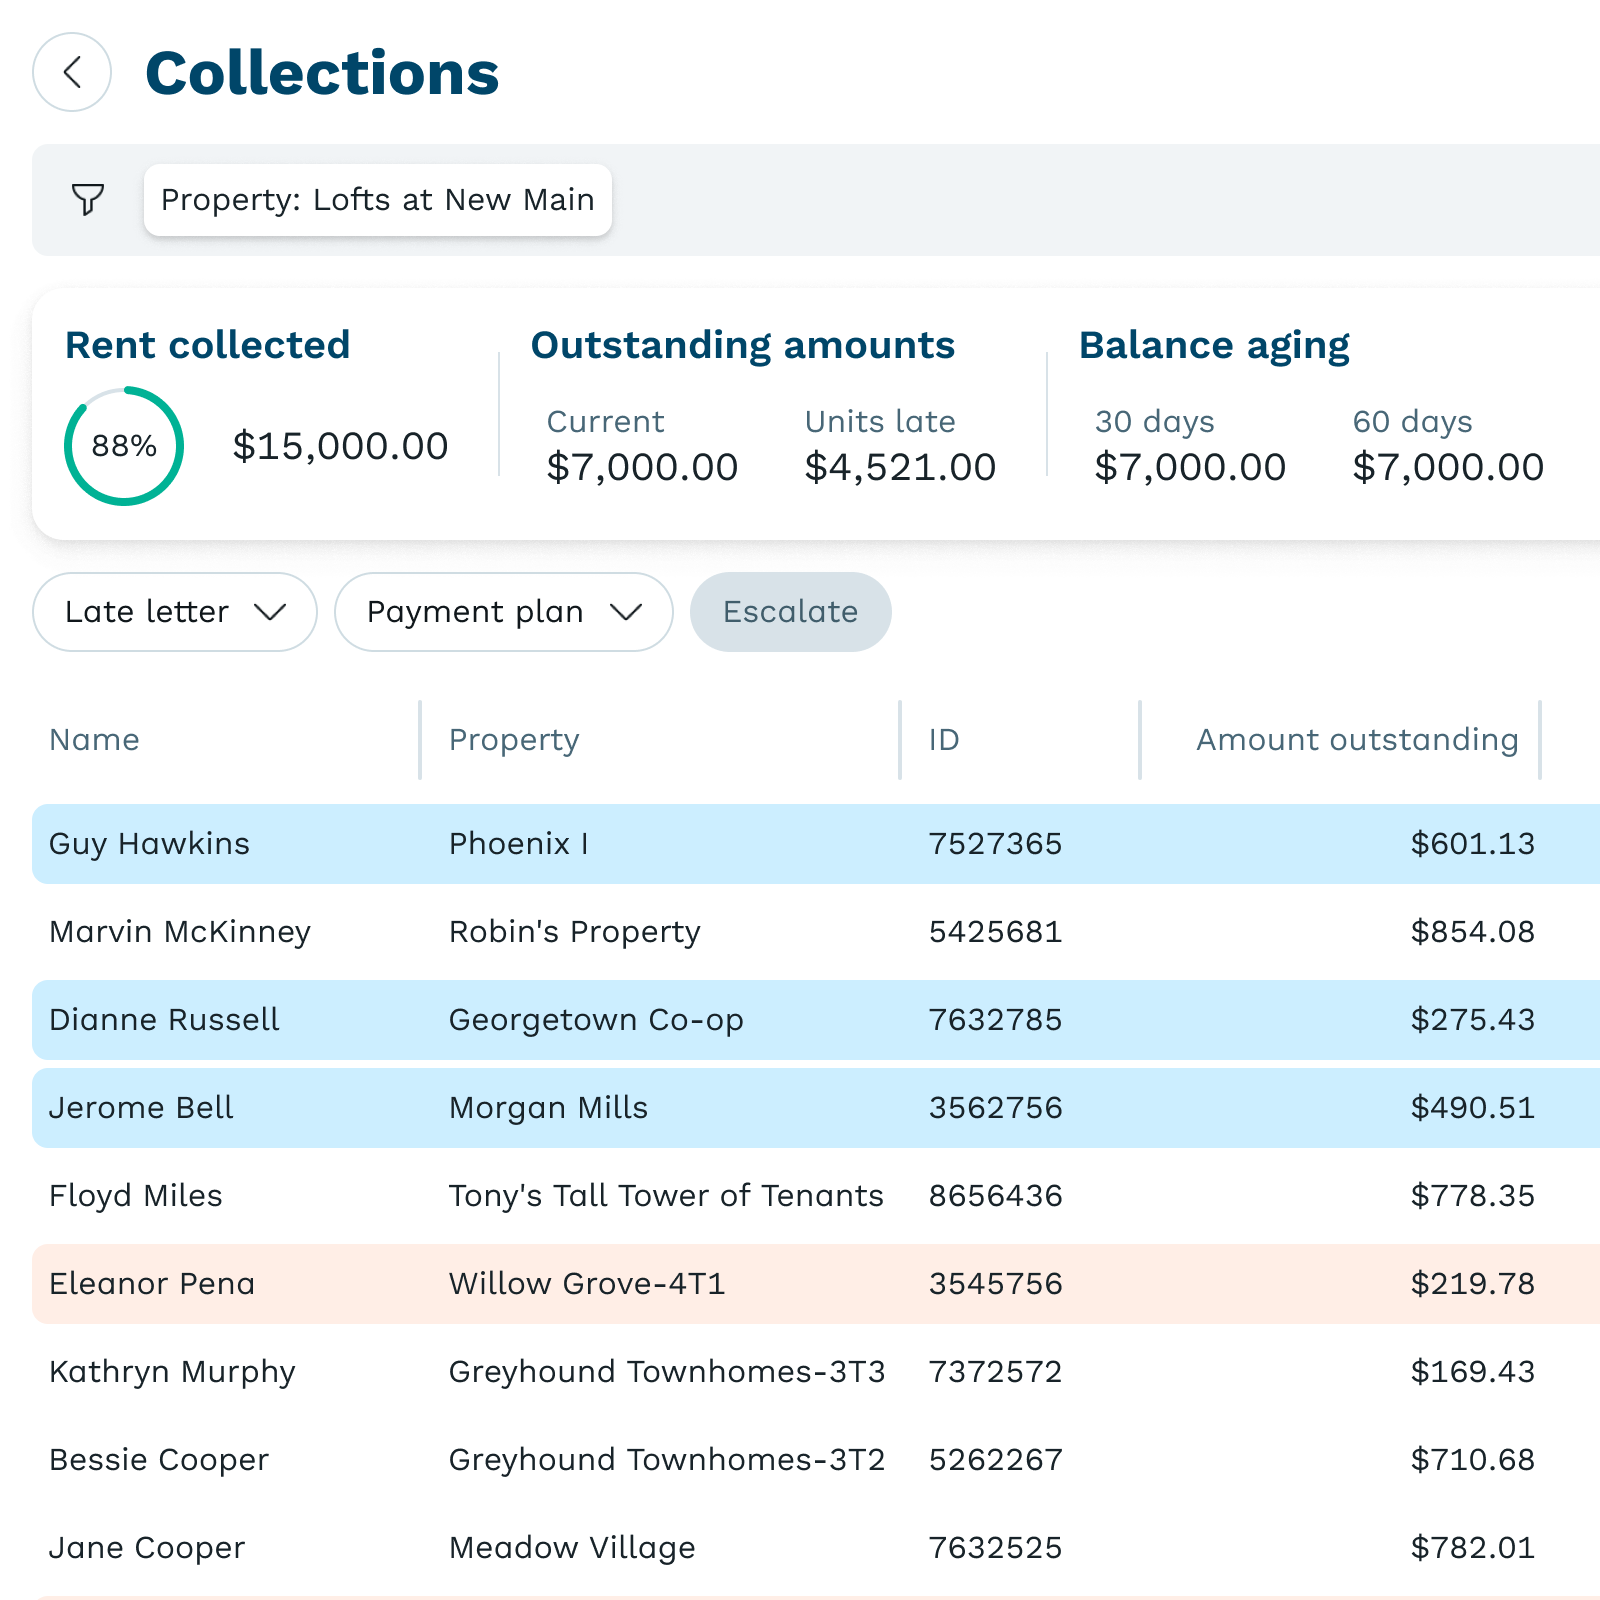 Collections
Property: Lofts at New Main
Rent collected
88%
$15,000.00
Outstanding amounts
Current
$7,000.00
Units late
$4,521.00
Balance aging
30 days
$7,000.00
60 days
$7,000.00
Late letter
Payment plan
Escalate
Name Property ID Amount outstanding
Guy Hawkins Phoenix I 7527365 $601.13
Marvin McKinney Robin's Property 5425681 $854.08
Dianne Russell Georgetown Co-op 7632785 $275.43
Jerome Bell Morgan Mills 3562756 $490.51
Floyd Miles Tony's Tall Tower of Tenants 8656436 $778.35
Eleanor Pena Willow Grove-4T1 3545756 $219.78
Kathryn Murphy Greyhound Townhomes-3T3 7372572 $169.43
Bessie Cooper Greyhound Townhomes-3T2 5262267 $710.68
Jane Cooper Meadow Village 7632525 $782.01